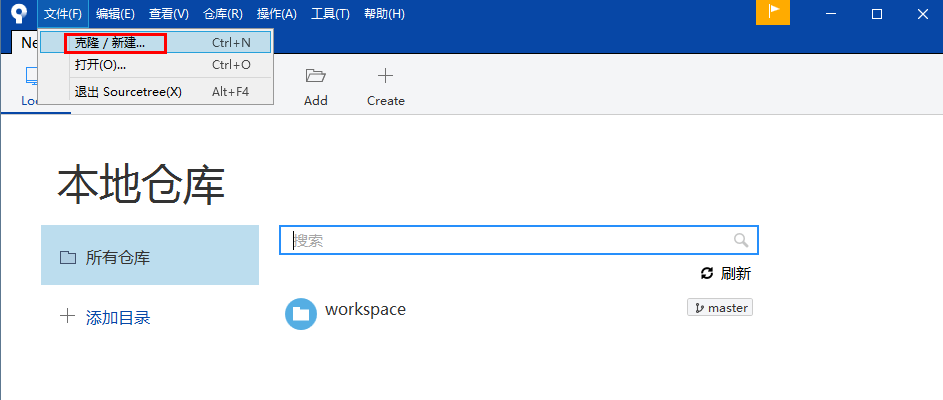 文件(F) 编辑(E) 查看(V) 仓库(R) 操作(A) 工具(T) 帮助(H)
Ne
克隆 / 新建... Ctrl+N
打开(O)... Ctrl+O
退出 Sourcetree(X) Alt+F4
Loc
Add
Create
本地仓库
所有仓库
添加目录
搜索
刷新
workspace
master